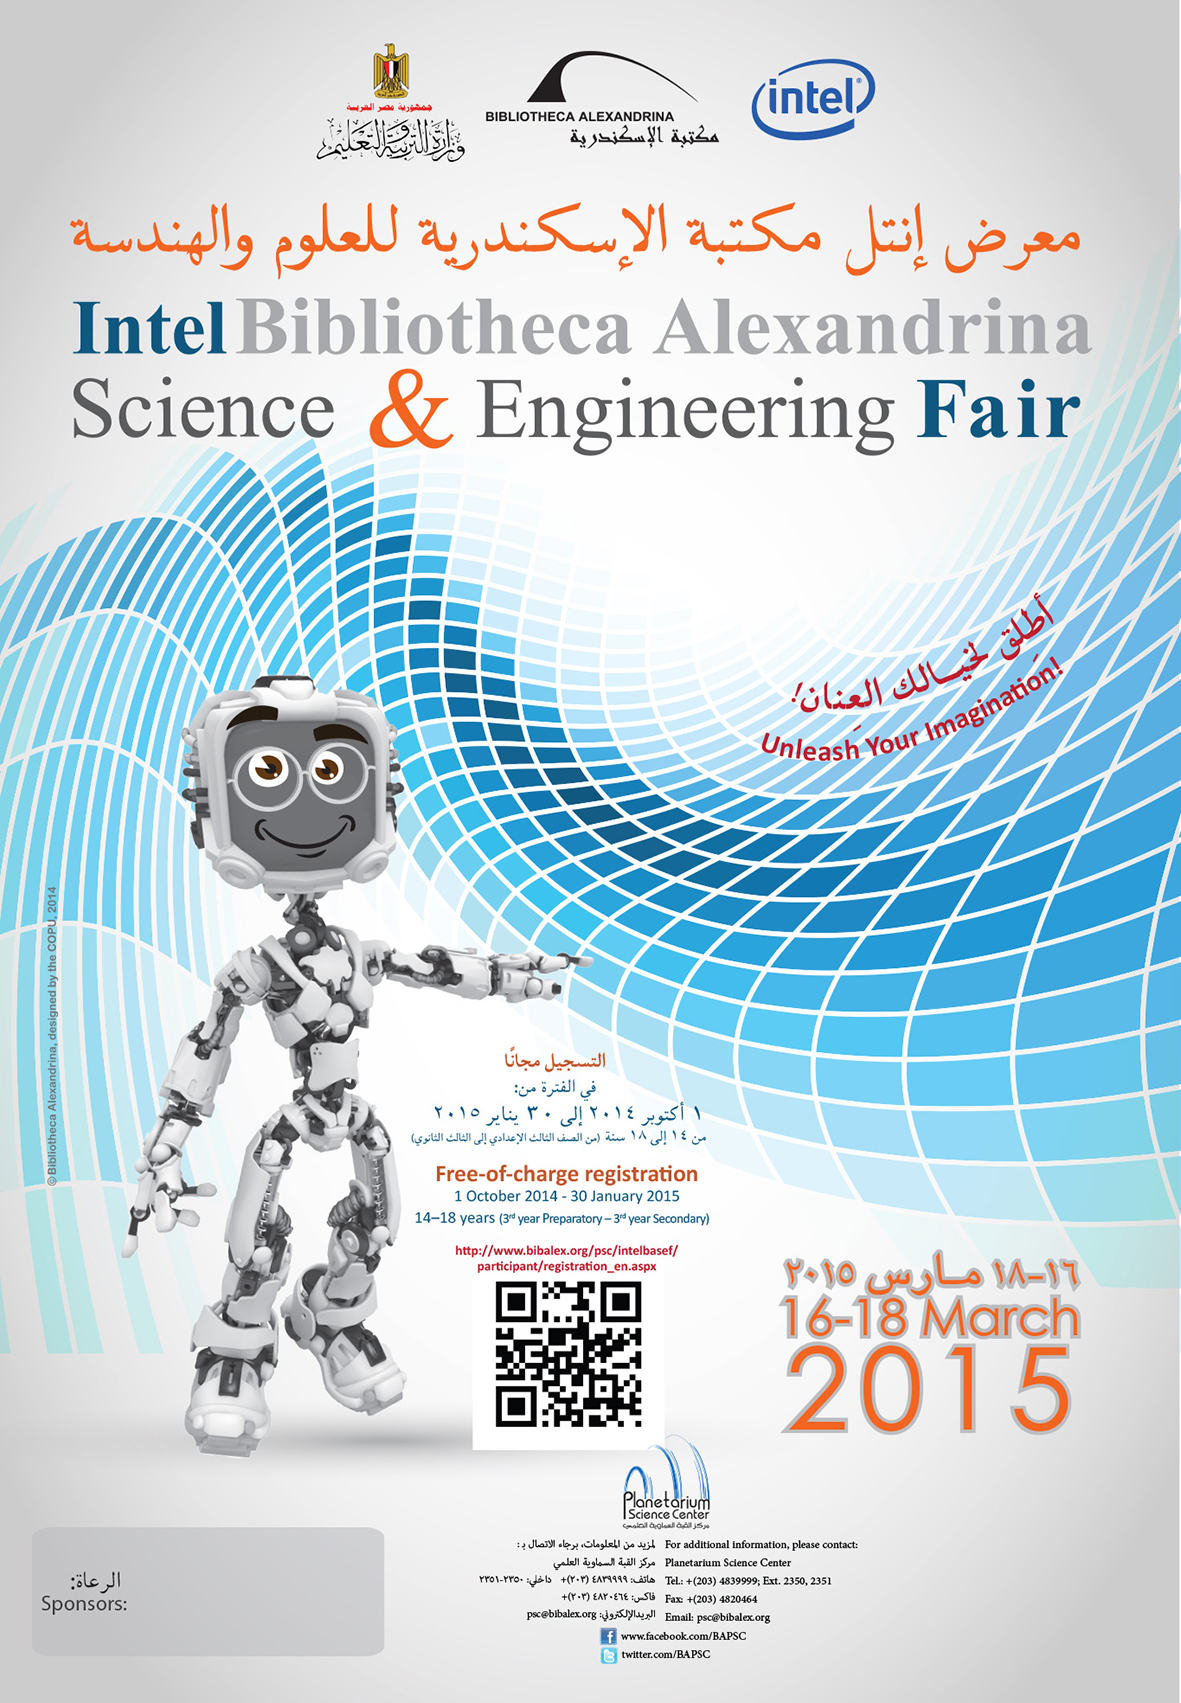 جمهورية مصر العربية
وزارة التربية والتعليم
BIBLIOTHECA ALEXANDRINA
مكتبة الإسكندرية
intel®
معرض إنتل مكتبة الإسكندرية للعلوم والهندسة
Intel Bibliotheca Alexandrina
Science & Engineering Fair
أطلِق لخيالك العِنان!
Unleash Your Imagination!
© Bibliotheca Alexandrina, designed by the COPU, 2014
التسجيل مجانًا
في الفترة من:
١ أكتوبر ٢٠١٤ إلى ٣٠ يناير ٢٠١٥
من ١٤ إلى ١٨ سنة (من الصف الثالث الإعدادي إلى الثالث الثانوي)
Free-of-charge registration
1 October 2014 - 30 January 2015
14–18 years (3rd year Preparatory – 3rd year Secondary)
http://www.bibalex.org/psc/intelbasef/
participant/registration_en.aspx
١٦-١٨ مارس ٢٠١٥
16-18 March
2015
Planetarium
Science Center
مركز القبة السماوية العلمي
الرعاة:
Sponsors:
لمزيد من المعلومات، برجاء الاتصال بـ:
مركز القبة السماوية العلمي
هاتف: ٤٨٣٩٩٩٩ (٢٠٣)+ داخلي: ٢٣٥٠-٢٣٥١
فاكس: ٤٨٢٠٤٦٤ (٢٠٣)+
البريدالإلكتروني: psc@bibalex.org
For additional information, please contact:
Planetarium Science Center
Tel.: +(203) 4839999; Ext. 2350, 2351
Fax: +(203) 4820464
Email: psc@bibalex.org
www.facebook.com/BAPSC
twitter.com/BAPSC